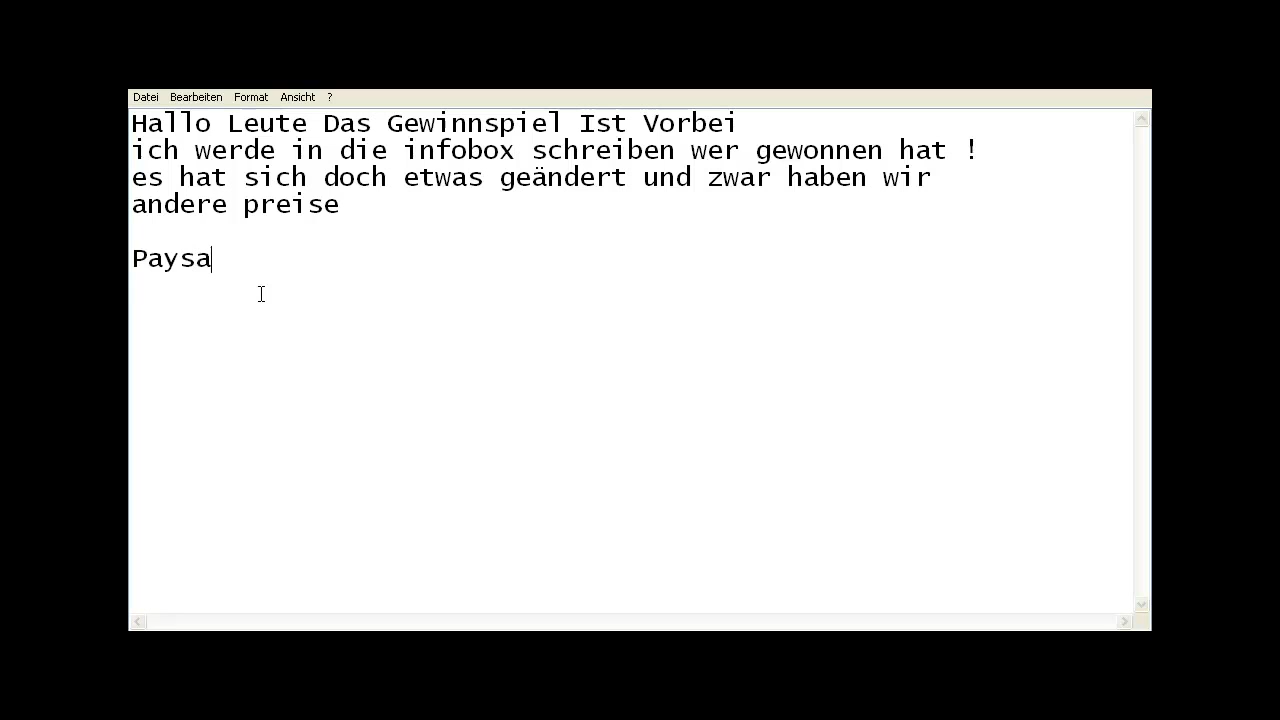 Datei Bearbeiten Format Ansicht ?
Hallo Leute Das Gewinnspiel Ist Vorbei
ich werde in die infobox schreiben wer gewonnen hat !
es hat sich doch etwas geändert und zwar haben wir
andere preise
Paysa